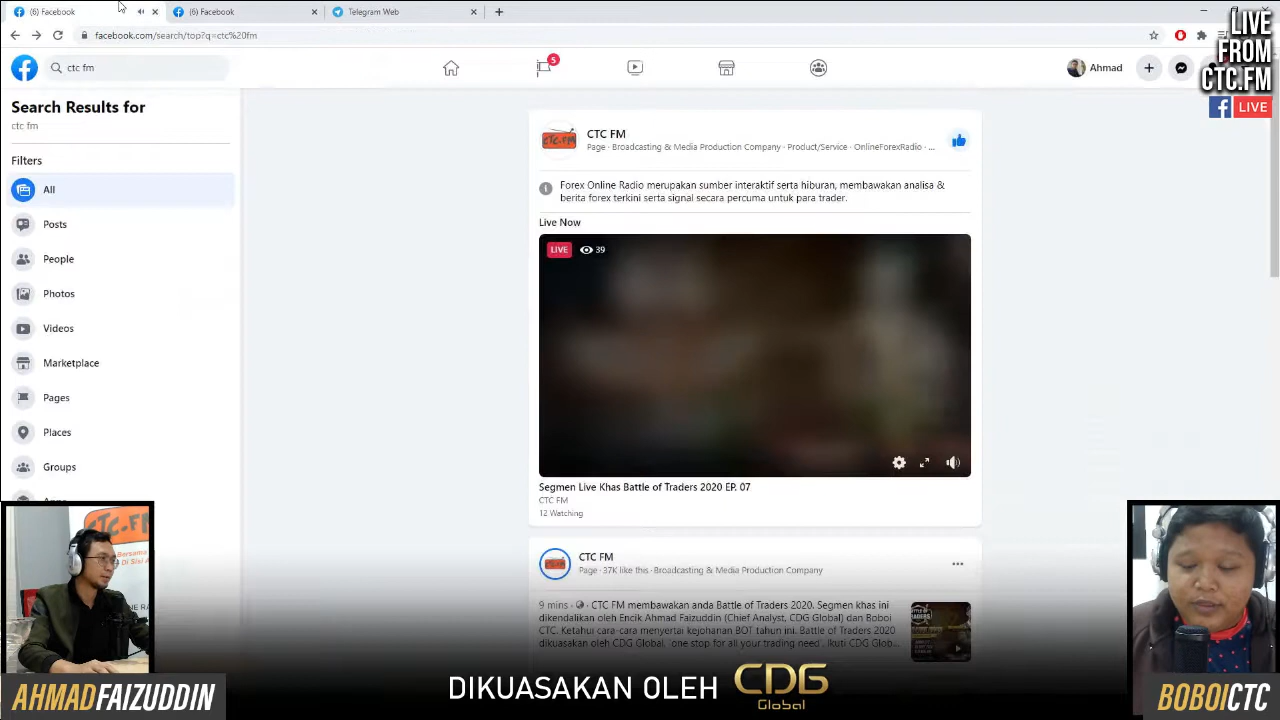 (6) Facebook
(6) Facebook
Telegram Web
facebook.com/search/top?q=ctc%20fm
LIVE
FROM
CTC.FM
LIVE
ctc fm
5
Ahmad
Search Results for
ctc fm
Filters
All
Posts
People
Photos
Videos
Marketplace
Pages
Places
Groups
CTC FM
Page · Broadcasting & Media Production Company · Product/Service · OnlineForexRadio · ...
Forex Online Radio merupakan sumber interaktif serta hiburan, membawakan analisa &
berita forex terkini serta signal secara percuma untuk para trader.
Live Now
LIVE
39
Segmen Live Khas Battle of Traders 2020 EP. 07
CTC FM
12 Watching
CTC FM
Page · 37K like this · Broadcasting & Media Production Company
9 mins · CTC FM membawakan anda Battle of Traders 2020. Segmen khas ini
dikendalikan oleh Encik Ahmad Faizuddin (Chief Analyst, CDG Global) dan Boboi
CTC. Ketahui cara-cara menyertai kejohanan BOT tahun ini. Battle of Traders 2020
dikuasakan oleh CDG Global, 'one stop for all your trading need'. Ikuti CDG Glob...
CTC.FM
AHMADFAIZUDDIN
DIKUASAKAN OLEH CDG
Global
BOBOICTC